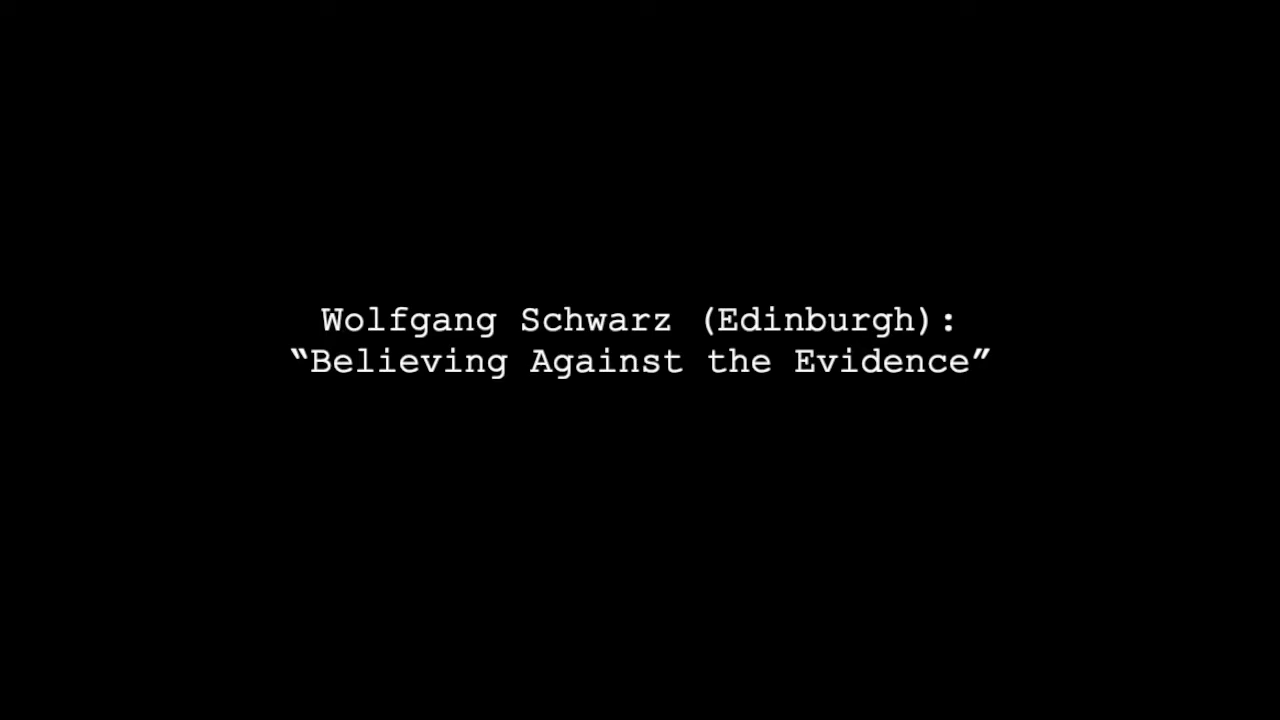 Wolfgang Schwarz (Edinburgh):
“Believing Against the Evidence”